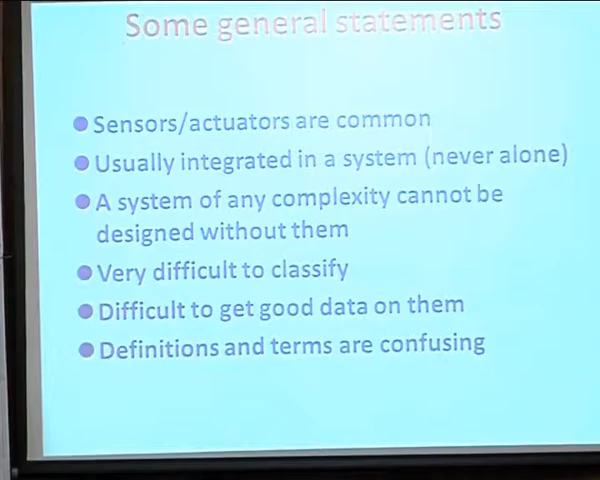 Some general statements
Sensors/actuators are common
Usually integrated in a system (never alone)
A system of any complexity cannot be
designed without them
Very difficult to classify
Difficult to get good data on them
Definitions and terms are confusing